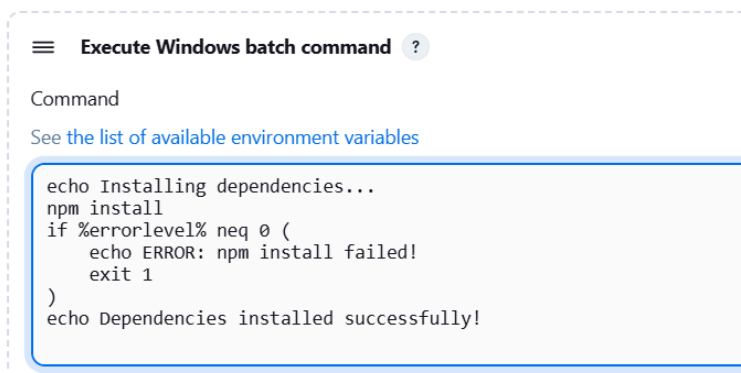 Execute Windows batch command ?
Command
See the list of available environment variables
echo Installing dependencies...
npm install
if %errorlevel% neq 0 (
    echo ERROR: npm install failed!
    exit 1
)
echo Dependencies installed successfully!